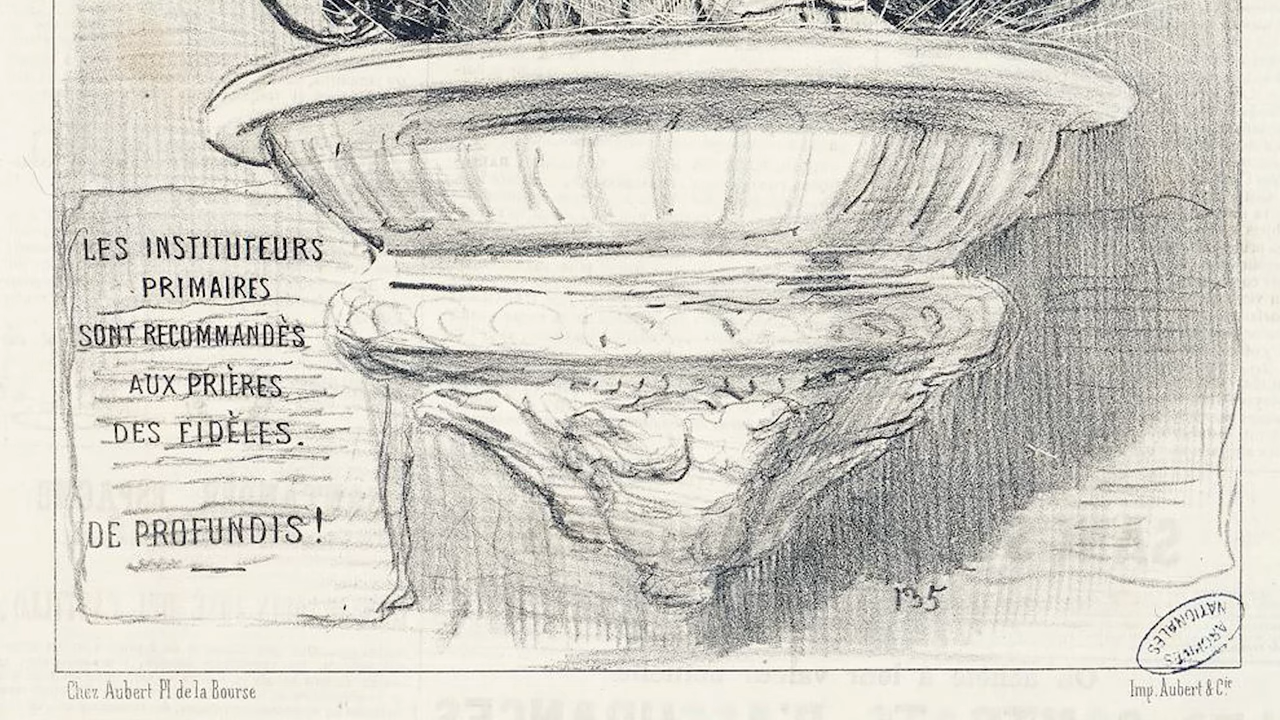 LES INSTITUTEURS
PRIMAIRES
SONT RECOMMANDÈS
AUX PRIÈRES
DES FIDÈLES.
DE PROFUNDIS!
135
ARCHIVES
NATIONALES
Chez Aubert Pl de la Bourse
Imp. Aubert & Cie